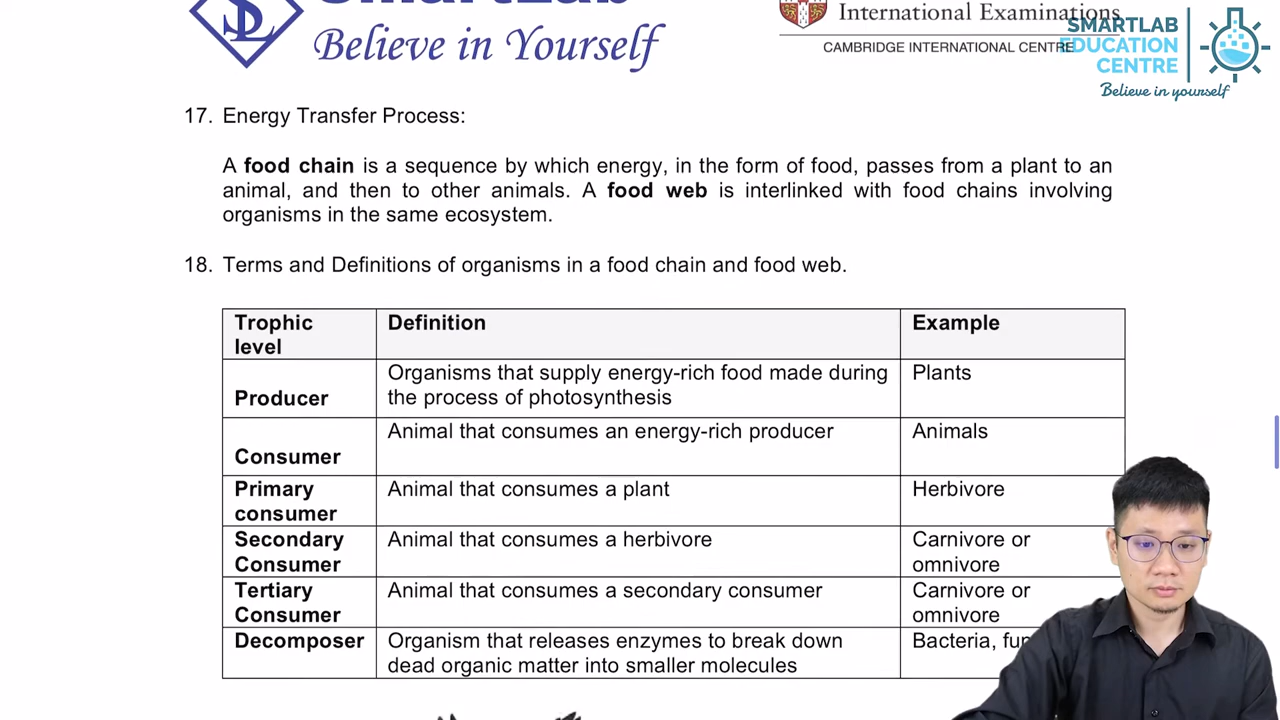 SmartLab
Believe in Yourself
International Examinations
CAMBRIDGE INTERNATIONAL CENTRE
SMARTLAB
EDUCATION
CENTRE
Believe in yourself
17. Energy Transfer Process:
A food chain is a sequence by which energy, in the form of food, passes from a plant to an
animal, and then to other animals. A food web is interlinked with food chains involving
organisms in the same ecosystem.
18. Terms and Definitions of organisms in a food chain and food web.
Trophic level
Definition
Example
Producer
Organisms that supply energy-rich food made during
the process of photosynthesis
Plants
Consumer
Animal that consumes an energy-rich producer
Animals
Primary
consumer
Animal that consumes a plant
Herbivore
Secondary
Consumer
Animal that consumes a herbivore
Carnivore or
omnivore
Tertiary
Consumer
Animal that consumes a secondary consumer
Carnivore or
omnivore
Decomposer
Organism that releases enzymes to break down
dead organic matter into smaller molecules
Bacteria,